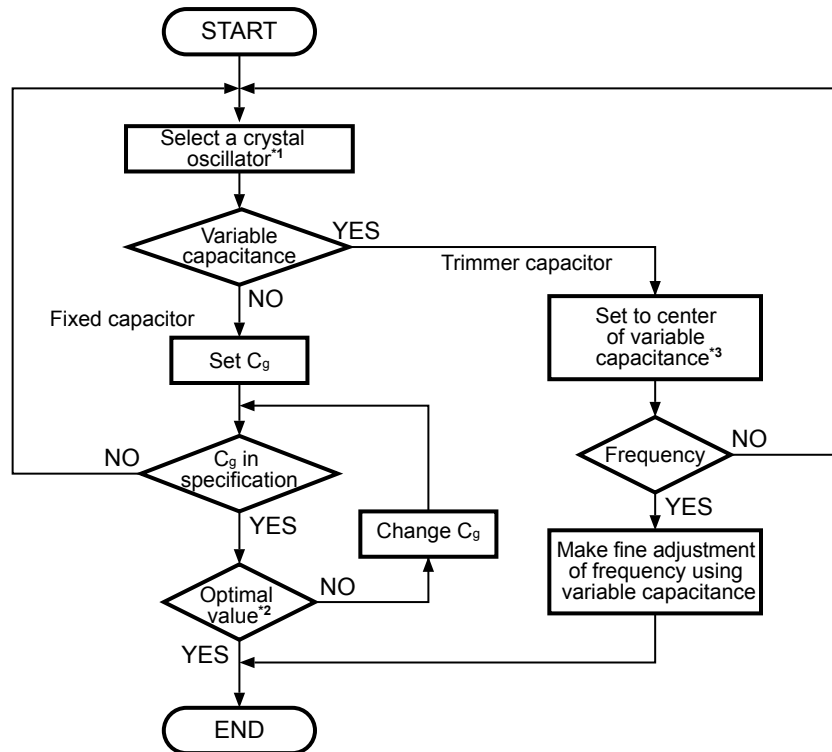 START
Select a crystal
oscillator*1
Variable
capacitance
YES
Trimmer capacitor
NO
Fixed capacitor
Set Cg
Set to center
of variable
capacitance*3
Cg in
specification
NO
YES
Change Cg
Frequency
NO
YES
Make fine adjustment
of frequency using
variable capacitance
Optimal
value*2
NO
YES
END